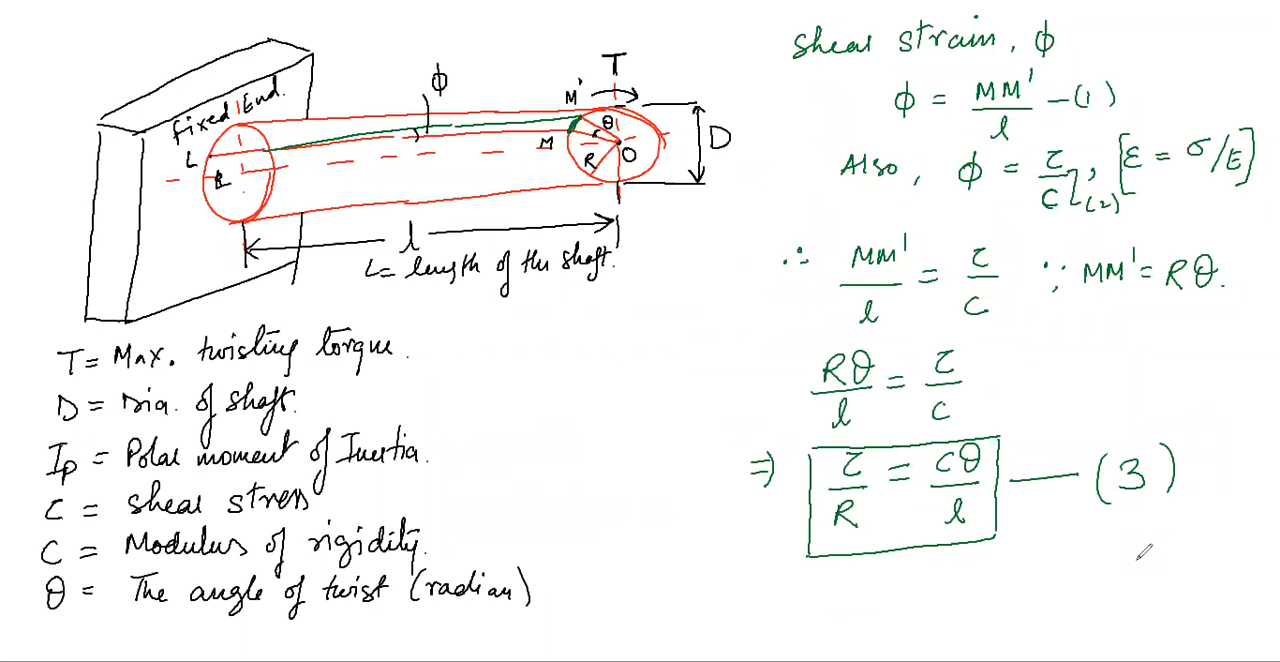 fixed End.
ϕ
M'
T
θ
L
M
R
O
D
R
l
L= length of the shaft.
T= Max. twisting torque.
D = Dia. of shaft.
Ip = Polar moment of Inertia.
τ = shear stress
C = Modulus of rigidity.
θ = The angle of twist (radian)
Shear strain, ϕ
ϕ = MM'/l - (1)
Also, ϕ = τ/C ](2), [ε = σ/E]
∴ MM'/l = τ/C ∵ MM' = Rθ.
Rθ/l = τ/C
⇒ τ/R = Cθ/l — (3)